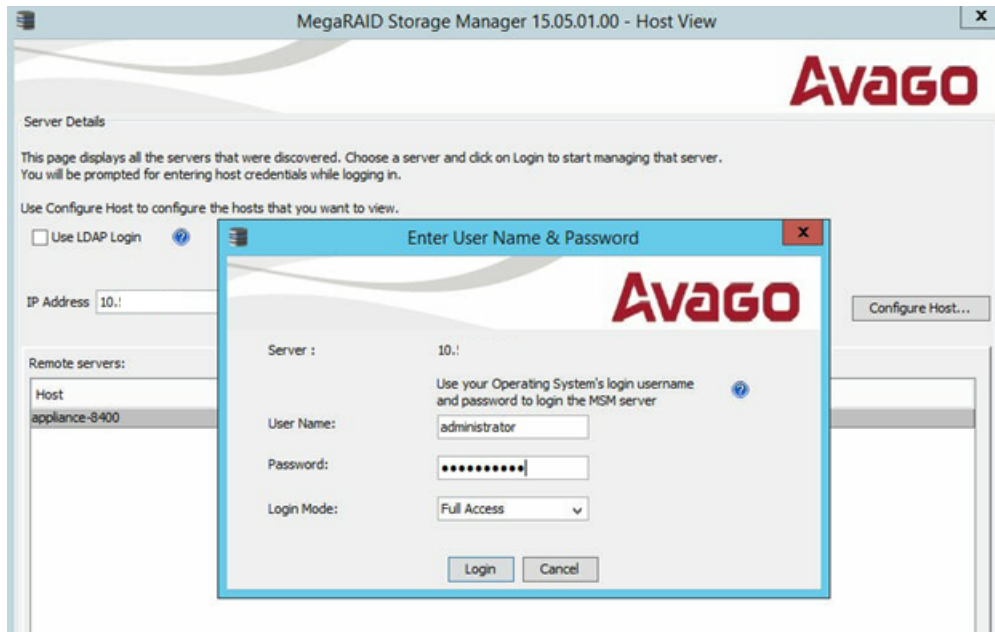 MegaRAID Storage Manager 15.05.01.00 - Host View
x
Avago
Server Details
This page displays all the servers that were discovered. Choose a server and click on Login to start managing that server.
You will be prompted for entering host credentials while logging in.
Use Configure Host to configure the hosts that you want to view.
Use LDAP Login
?
IP Address 10.
Configure Host...
Remote servers:
Host
appliance-8400
Enter User Name & Password
x
Avago
Server : 10.
Use your Operating System's login username
and password to login the MSM server
?
User Name: administrator
Password: ●●●●●●●●●●
Login Mode: Full Access
Login Cancel